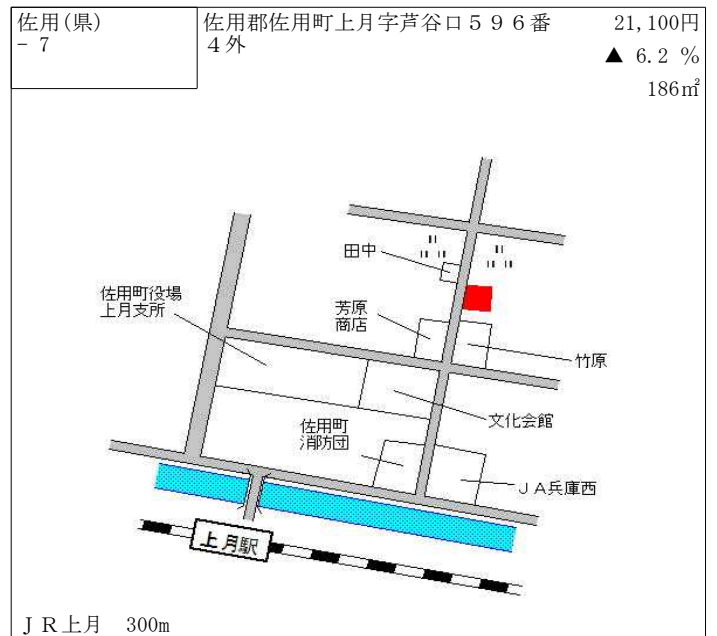 佐用(県)
- 7
佐用郡佐用町上月字芦谷口５９６番
４外
21,100円
▲ 6.2 %
186㎡
田中
佐用町役場
上月支所
芳原
商店
竹原
文化会館
佐用町
消防団
ＪＡ兵庫西
上月駅
ＪＲ上月　300m